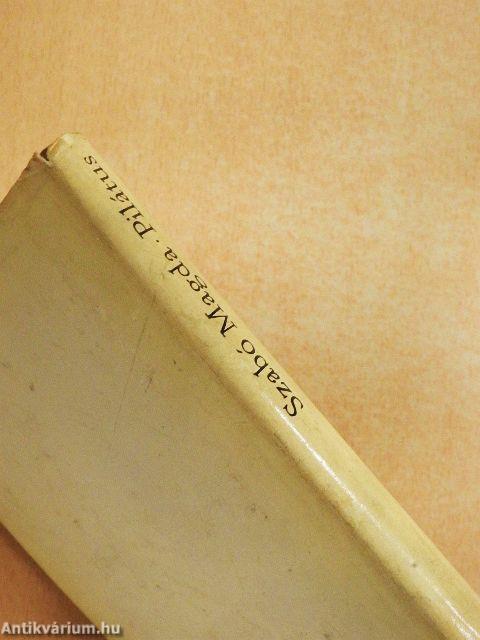 Szabó Magda . Pilátus
Antikvárium.hu